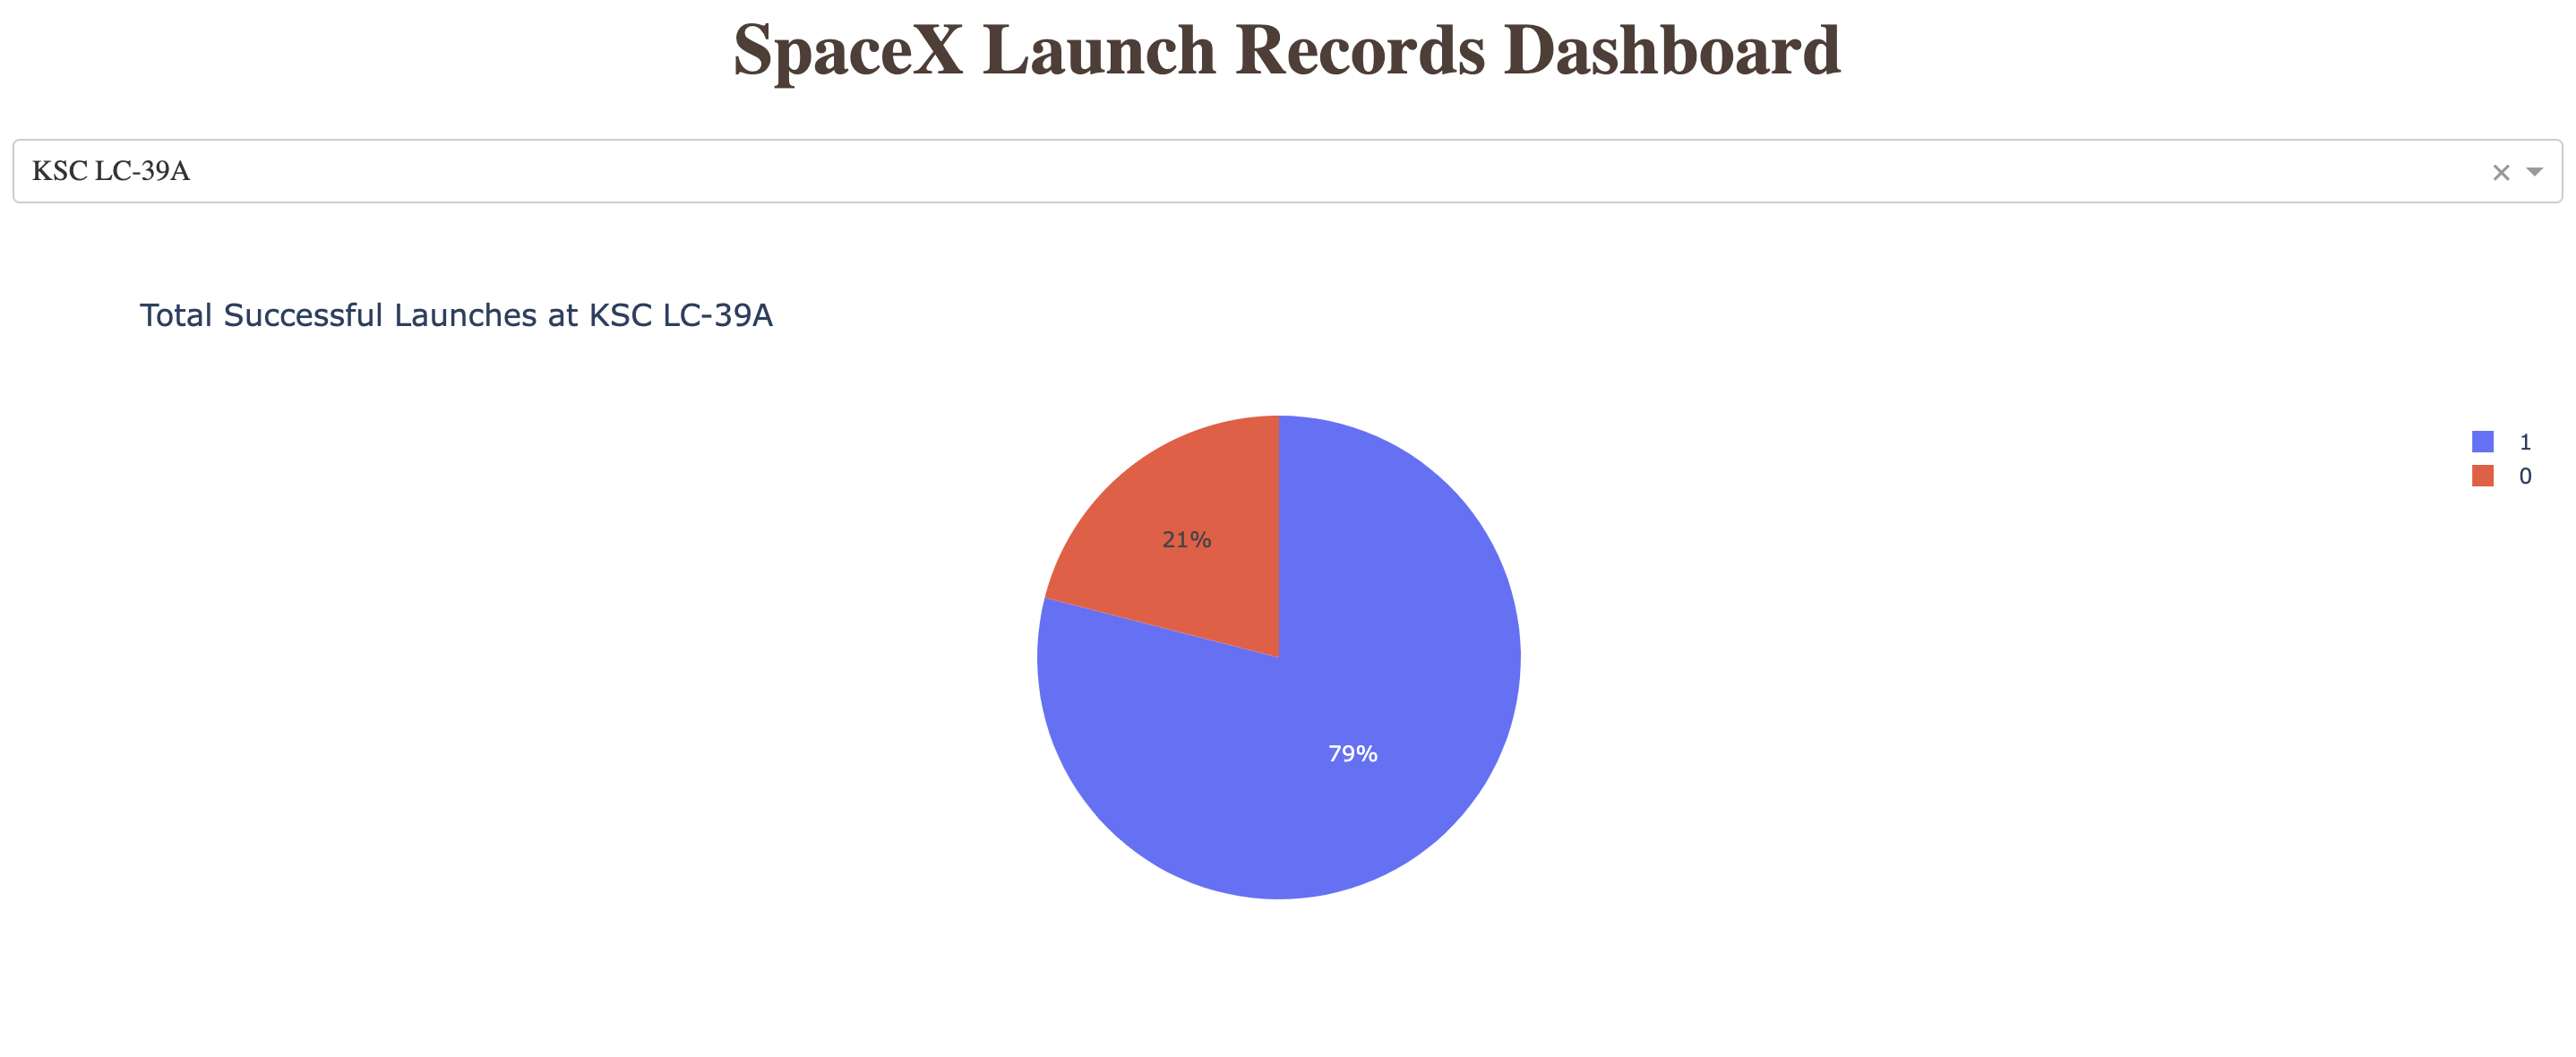 SpaceX Launch Records Dashboard
KSC LC-39A
Total Successful Launches at KSC LC-39A
1
0
21%
79%